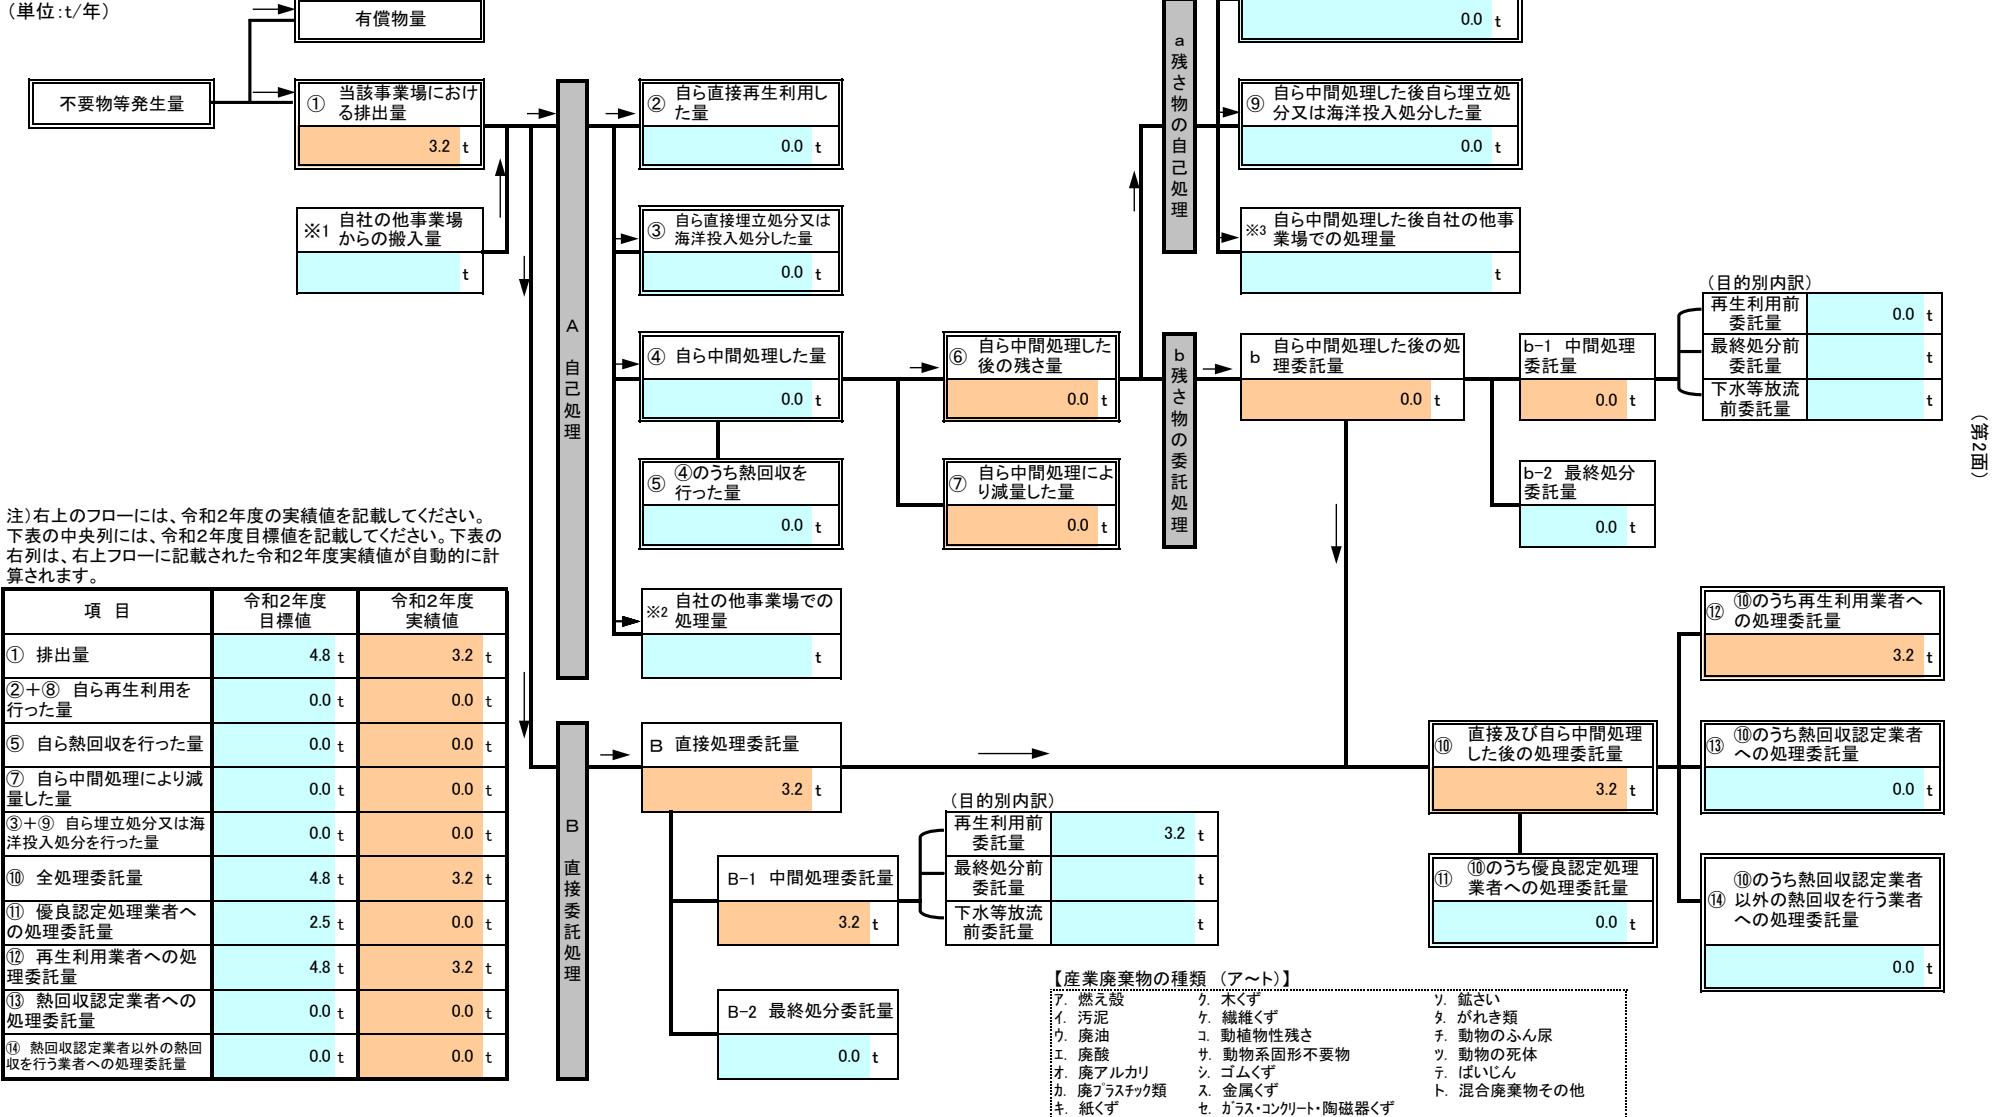 （単位：t/年）
有償物量
不要物等発生量
① 当該事業場におけ
る排出量
3.2 t
※1 自社の他事業場
からの搬入量
t
A 自己処理
② 自ら直接再生利用し
た量
0.0 t
③ 自ら直接埋立処分又は
海洋投入処分した量
0.0 t
④ 自ら中間処理した量
0.0 t
⑤ ④のうち熱回収を
行った量
0.0 t
※2 自社の他事業場での
処理量
t
⑥ 自ら中間処理した
後の残さ量
0.0 t
⑦ 自ら中間処理によ
り減量した量
0.0 t
a 残さ物の自己処理
0.0 t
⑨ 自ら中間処理した後自ら埋立処
分又は海洋投入処分した量
0.0 t
※3 自ら中間処理した後自社の他事
業場での処理量
t
b 残さ物の委託処理
b 自ら中間処理した後の処
理委託量
0.0 t
b-1 中間処理
委託量
0.0 t
b-2 最終処分
委託量
0.0 t
（目的別内訳）
再生利用前
委託量
0.0 t
最終処分前
委託量
t
下水等放流
前委託量
t
（第2面）
注）右上のフローには、令和2年度の実績値を記載してください。
下表の中央列には、令和2年度目標値を記載してください。下表の
右列は、右上フローに記載された令和2年度実績値が自動的に計
算されます。
項 目 令和2年度 令和2年度
目標値 実績値
① 排出量 4.8 t 3.2 t
②＋⑧ 自ら再生利用を
行った量 0.0 t 0.0 t
⑤ 自ら熱回収を行った量 0.0 t 0.0 t
⑦ 自ら中間処理により減
量した量 0.0 t 0.0 t
③＋⑨ 自ら埋立処分又は海
洋投入処分を行った量 0.0 t 0.0 t
⑩ 全処理委託量 4.8 t 3.2 t
⑪ 優良認定処理業者へ
の処理委託量 2.5 t 0.0 t
⑫ 再生利用業者への処
理委託量 4.8 t 3.2 t
⑬ 熱回収認定業者への
処理委託量 0.0 t 0.0 t
⑭ 熱回収認定業者以外の熱回
収を行う業者への処理委託量 0.0 t 0.0 t
B 直接委託処理
B 直接処理委託量
3.2 t
B-1 中間処理委託量
3.2 t
B-2 最終処分委託量
0.0 t
（目的別内訳）
再生利用前
委託量
3.2 t
最終処分前
委託量
t
下水等放流
前委託量
t
⑩ 直接及び自ら中間処理
した後の処理委託量
3.2 t
⑪ ⑩のうち優良認定処理
業者への処理委託量
0.0 t
⑫ ⑩のうち再生利用業者へ
の処理委託量
3.2 t
⑬ ⑩のうち熱回収認定業者
への処理委託量
0.0 t
⑭ ⑩のうち熱回収認定業者
以外の熱回収を行う業者
への処理委託量
0.0 t
【産業廃棄物の種類 （ア～ト）】
ア. 燃え殻 ク. 木くず ソ. 鉱さい
イ. 汚泥 ケ. 繊維くず タ. がれき類
ウ. 廃油 コ. 動植物性残さ チ. 動物のふん尿
エ. 廃酸 サ. 動物系固形不要物 ツ. 動物の死体
オ. 廃アルカリ シ. ゴムくず テ. ばいじん
カ. 廃プラスチック類 ス. 金属くず ト. 混合廃棄物その他
キ. 紙くず セ. ガラス・コンクリート・陶磁器くず